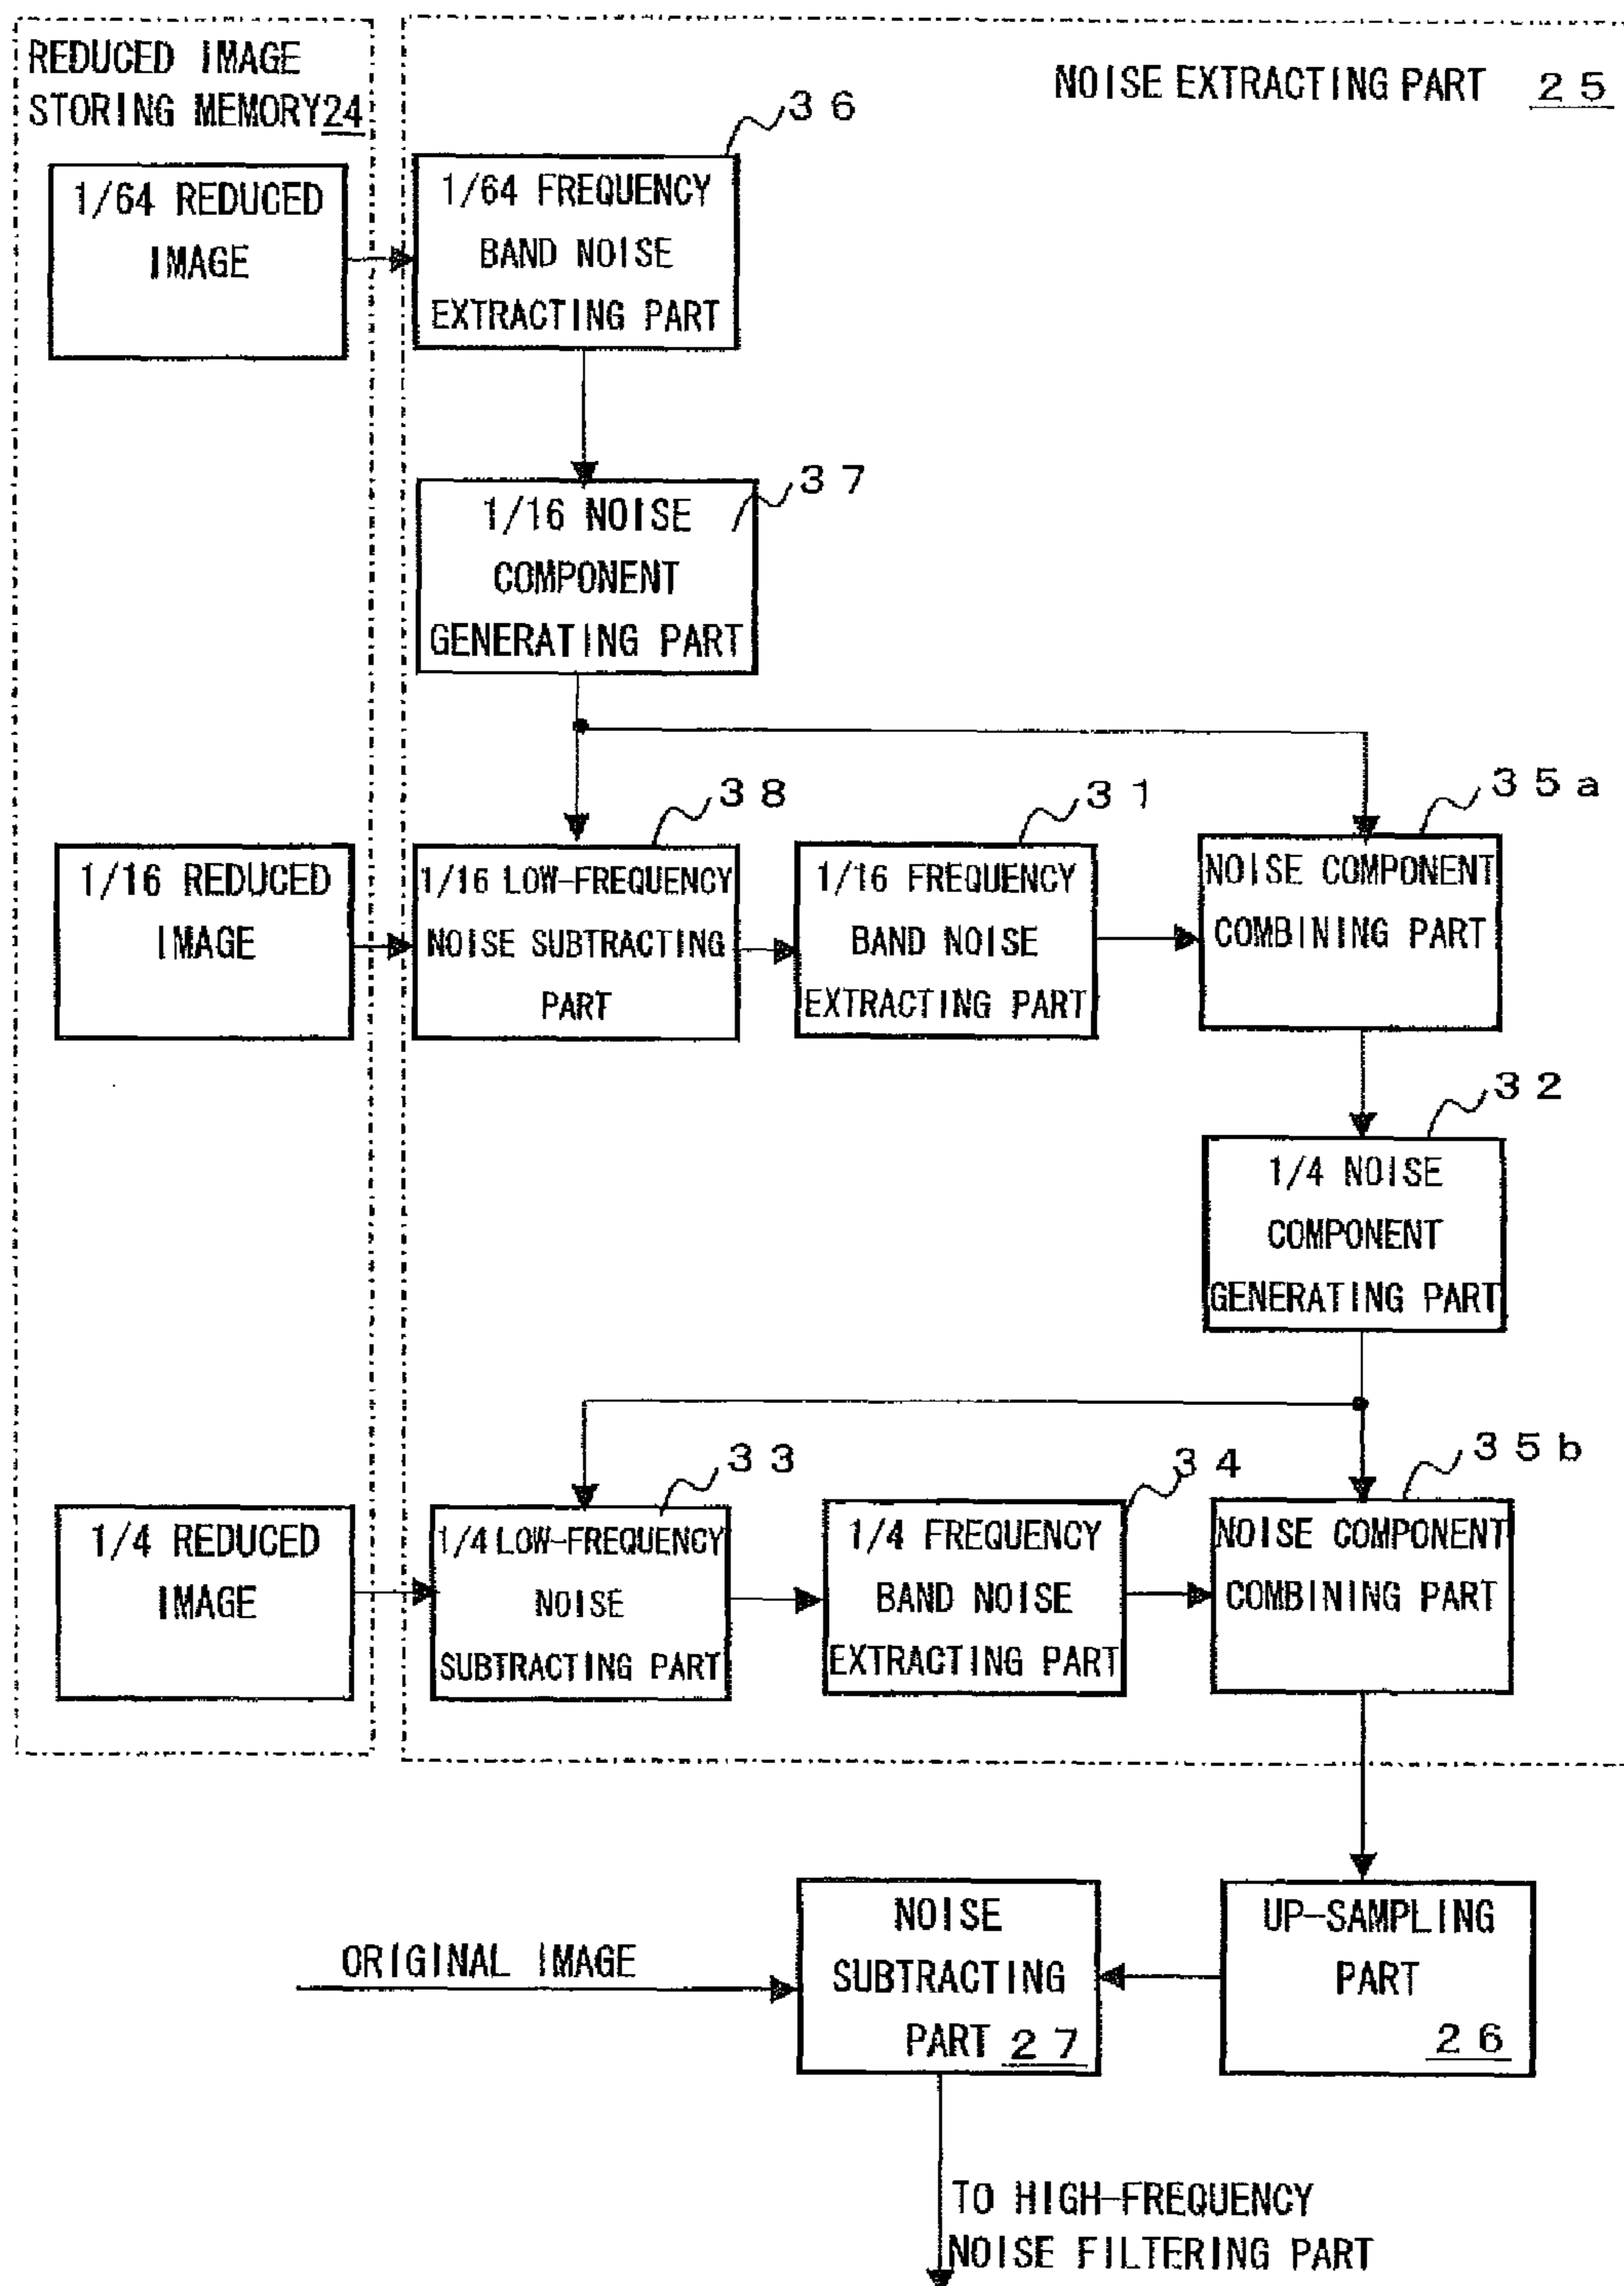 REDUCED IMAGE
STORING MEMORY24
NOISE EXTRACTING PART 25
36
1/64 REDUCED
IMAGE
1/64 FREQUENCY
BAND NOISE
EXTRACTING PART
37
1/16 NOISE
COMPONENT
GENERATING PART
38
31
35a
1/16 REDUCED
IMAGE
1/16 LOW-FREQUENCY
NOISE SUBTRACTING
PART
1/16 FREQUENCY
BAND NOISE
EXTRACTING PART
NOISE COMPONENT
COMBINING PART
32
1/4 NOISE
COMPONENT
GENERATING PART
33
34
35b
1/4 REDUCED
IMAGE
1/4 LOW-FREQUENCY
NOISE
SUBTRACTING PART
1/4 FREQUENCY
BAND NOISE
EXTRACTING PART
NOISE COMPONENT
COMBINING PART
ORIGINAL IMAGE
NOISE
SUBTRACTING
PART 27
UP-SAMPLING
PART
26
TO HIGH-FREQUENCY
NOISE FILTERING PART